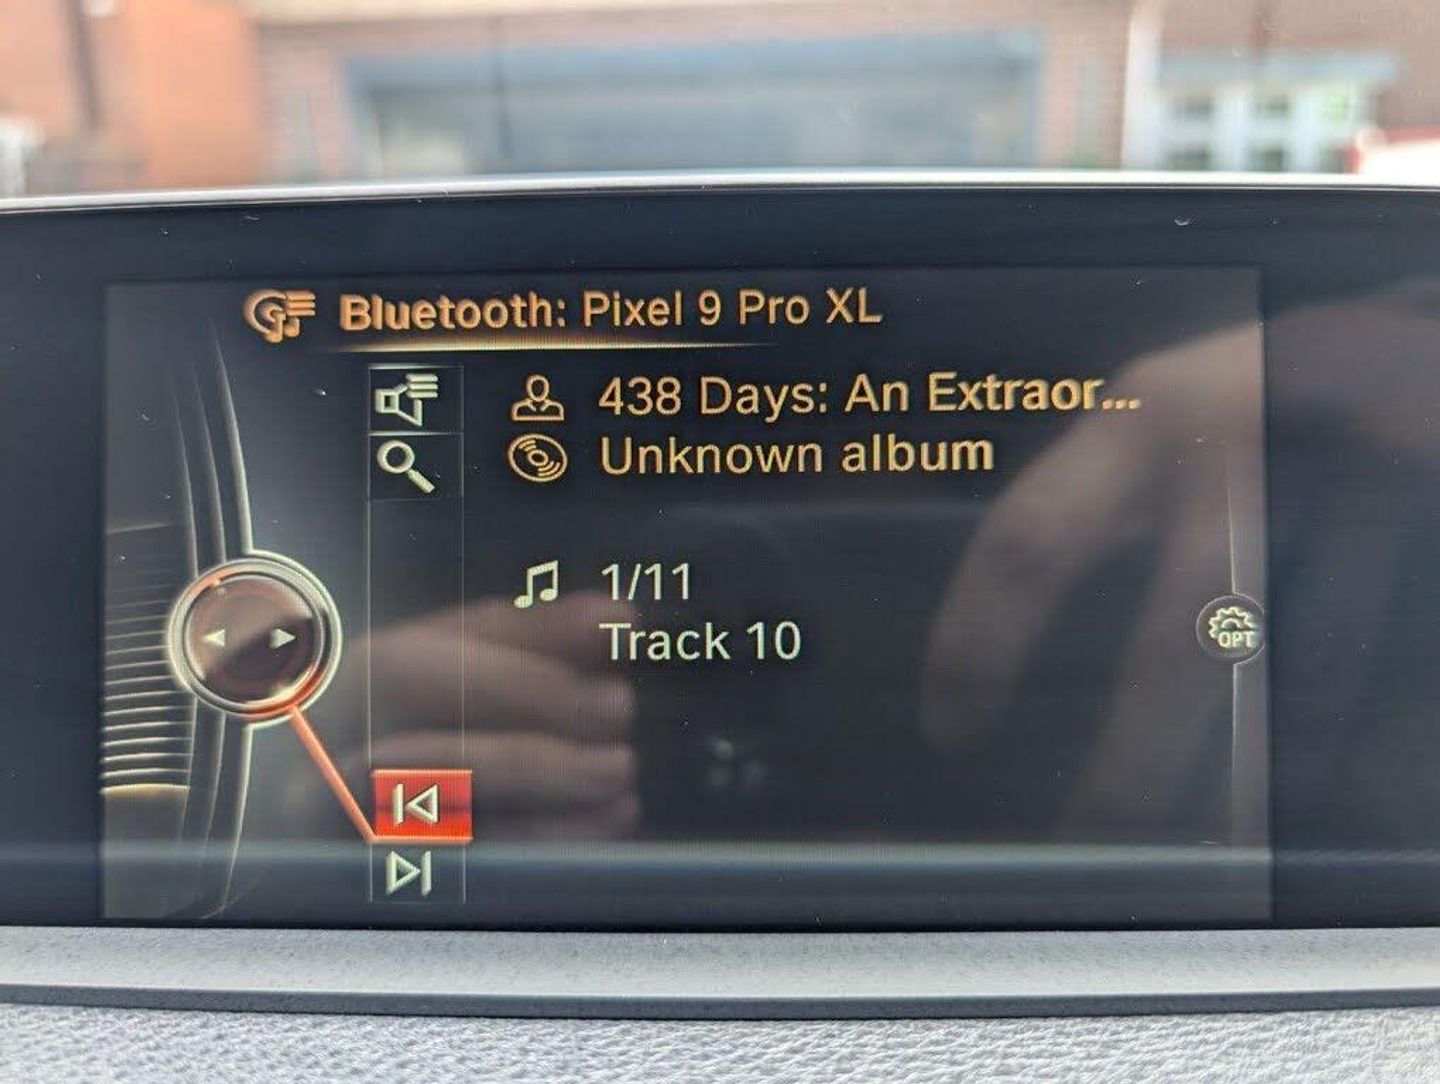 Bluetooth: Pixel 9 Pro XL
438 Days: An Extraor...
Unknown album
1/11
Track 10
OPT